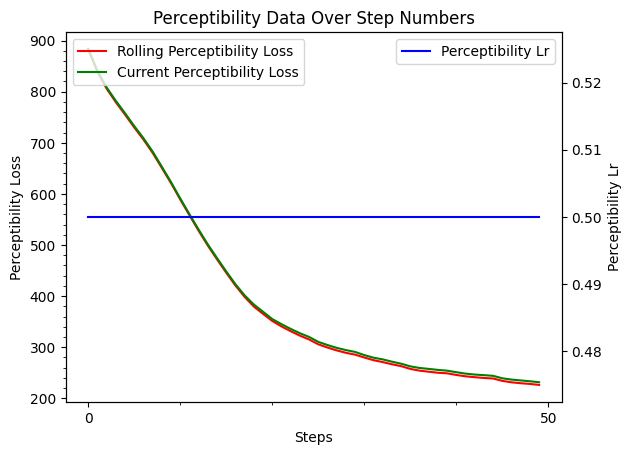 Perceptibility Data Over Step Numbers
Rolling Perceptibility Loss
Current Perceptibility Loss
Perceptibility Lr
900
800
700
600
500
400
300
200
Perceptibility Loss
0.52
0.51
0.50
0.49
0.48
Perceptibility Lr
0
50
Steps